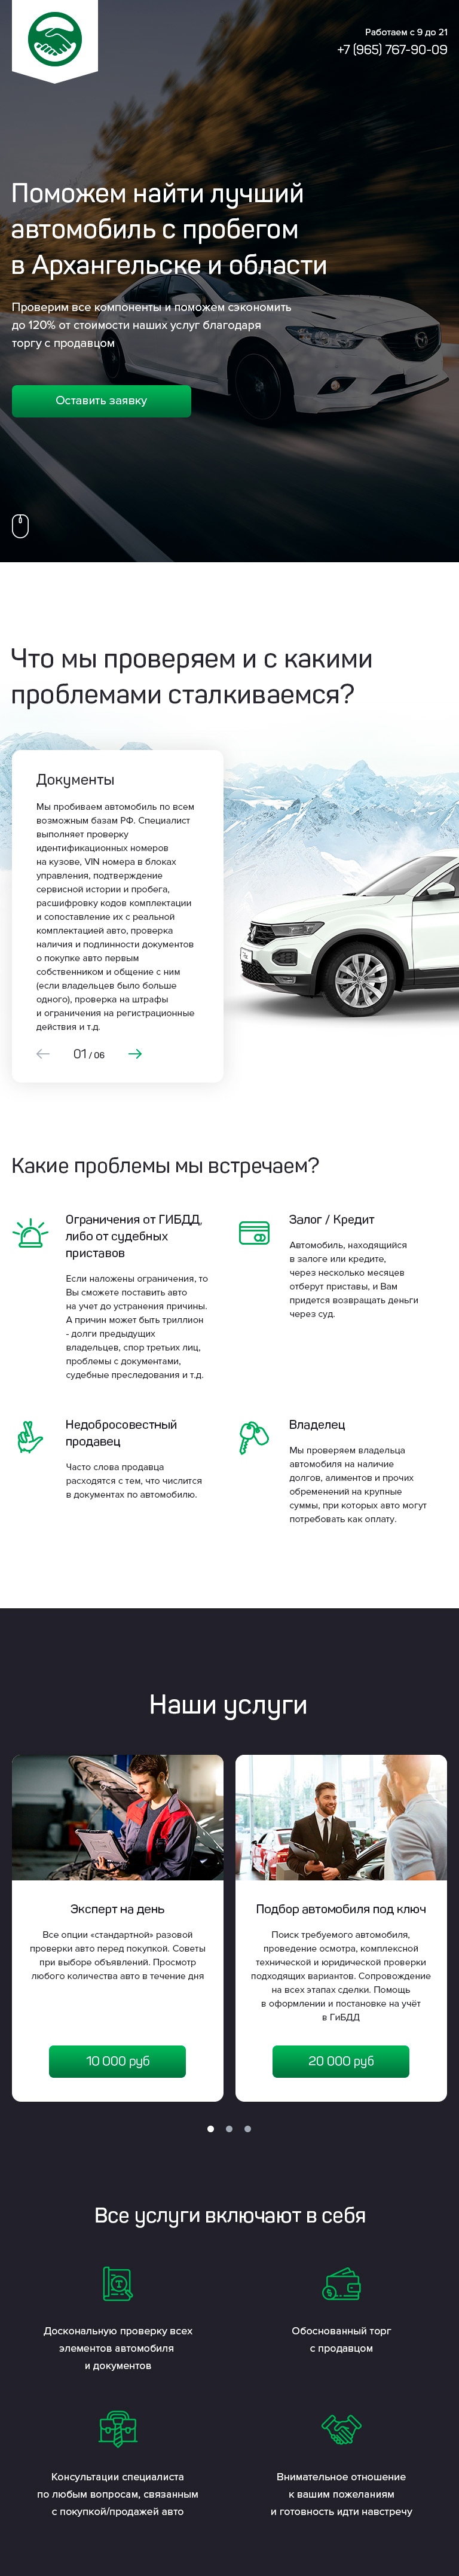 Работаем с 9 до 21
+7 (965) 767-90-09
Поможем найти лучший
автомобиль с пробегом
в Архангельске и области
Проверим все компоненты и поможем сэкономить
до 120% от стоимости наших услуг благодаря
торгу с продавцом
Оставить заявку
Что мы проверяем и с какими
проблемами сталкиваемся?
Документы
Мы пробиваем автомобиль по всем
возможным базам РФ. Специалист
выполняет проверку
идентификационных номеров
на кузове, VIN номера в блоках
управления, подтверждение
сервисной истории и пробега,
расшифровку кодов комплектации
и сопоставление их с реальной
комплектацией авто, проверка
наличия и подлинности документов
о покупке авто первым
собственником и общение с ним
(если владельцев было больше
одного), проверка на штрафы
и ограничения на регистрационные
действия и т.д.
01 / 06
Какие проблемы мы встречаем?
Ограничения от ГИБДД,
либо от судебных
приставов
Если наложены ограничения, то
Вы сможете поставить авто
на учет до устранения причины.
А причин может быть триллион
- долги предыдущих
владельцев, спор третьих лиц,
проблемы с документами,
судебные преследования и т.д.
Залог / Кредит
Автомобиль, находящийся
в залоге или кредите,
через несколько месяцев
отберут приставы, и Вам
придется возвращать деньги
через суд.
Недобросовестный
продавец
Часто слова продавца
расходятся с тем, что числится
в документах по автомобилю.
Владелец
Мы проверяем владельца
автомобиля на наличие
долгов, алиментов и прочих
обременений на крупные
суммы, при которых авто могут
потребовать как оплату.
Наши услуги
Эксперт на день
Все опции «стандартной» разовой
проверки авто перед покупкой. Советы
при выборе объявлений. Просмотр
любого количества авто в течение дня
10 000 руб
Подбор автомобиля под ключ
Поиск требуемого автомобиля,
проведение осмотра, комплексной
технической и юридической проверки
подходящих вариантов. Сопровождение
на всех этапах сделки. Помощь
в оформлении и постановке на учёт
в ГиБДД
20 000 руб
Все услуги включают в себя
Доскональную проверку всех
элементов автомобиля
и документов
Обоснованный торг
с продавцом
Консультации специалиста
по любым вопросам, связанным
с покупкой/продажей авто
Внимательное отношение
к вашим пожеланиям
и готовность идти навстречу